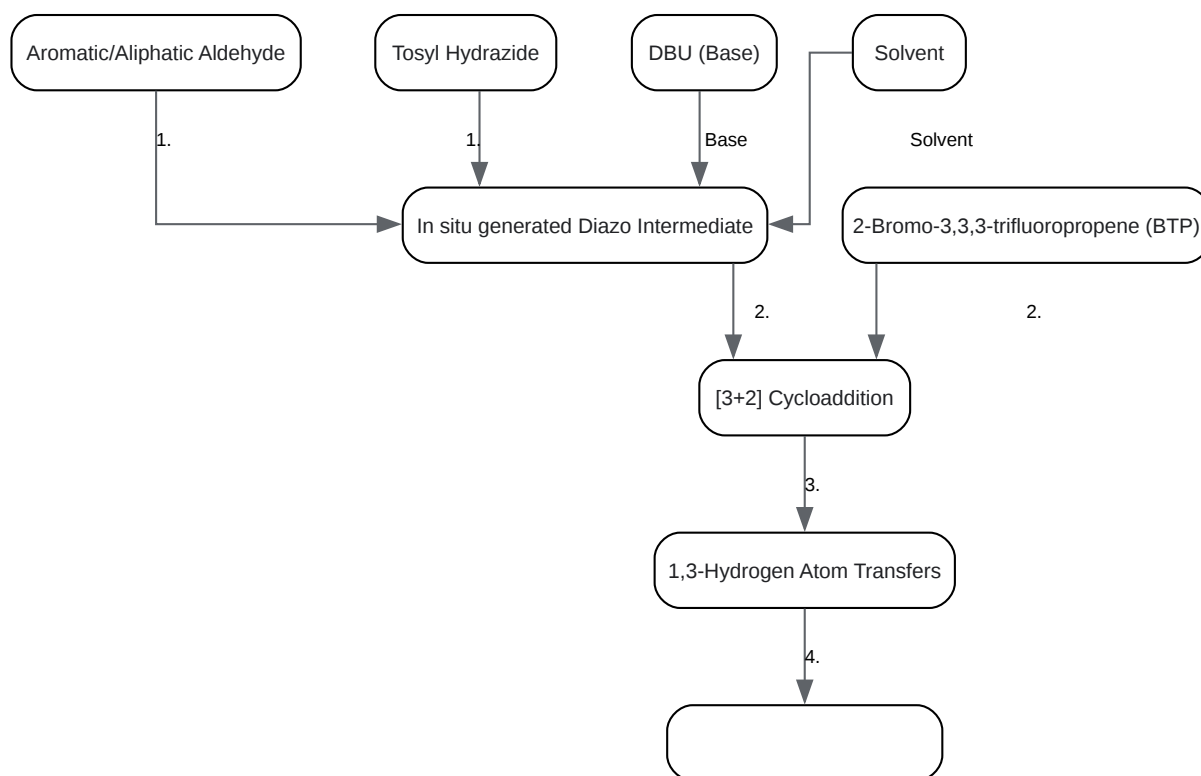 Aromatic/Aliphatic Aldehyde
Tosyl Hydrazide
DBU (Base)
Solvent
1.
1.
Base
Solvent
In situ generated Diazo Intermediate
2-Bromo-3,3,3-trifluoropropene (BTP)
2.
2.
[3+2] Cycloaddition
3.
1,3-Hydrogen Atom Transfers
4.